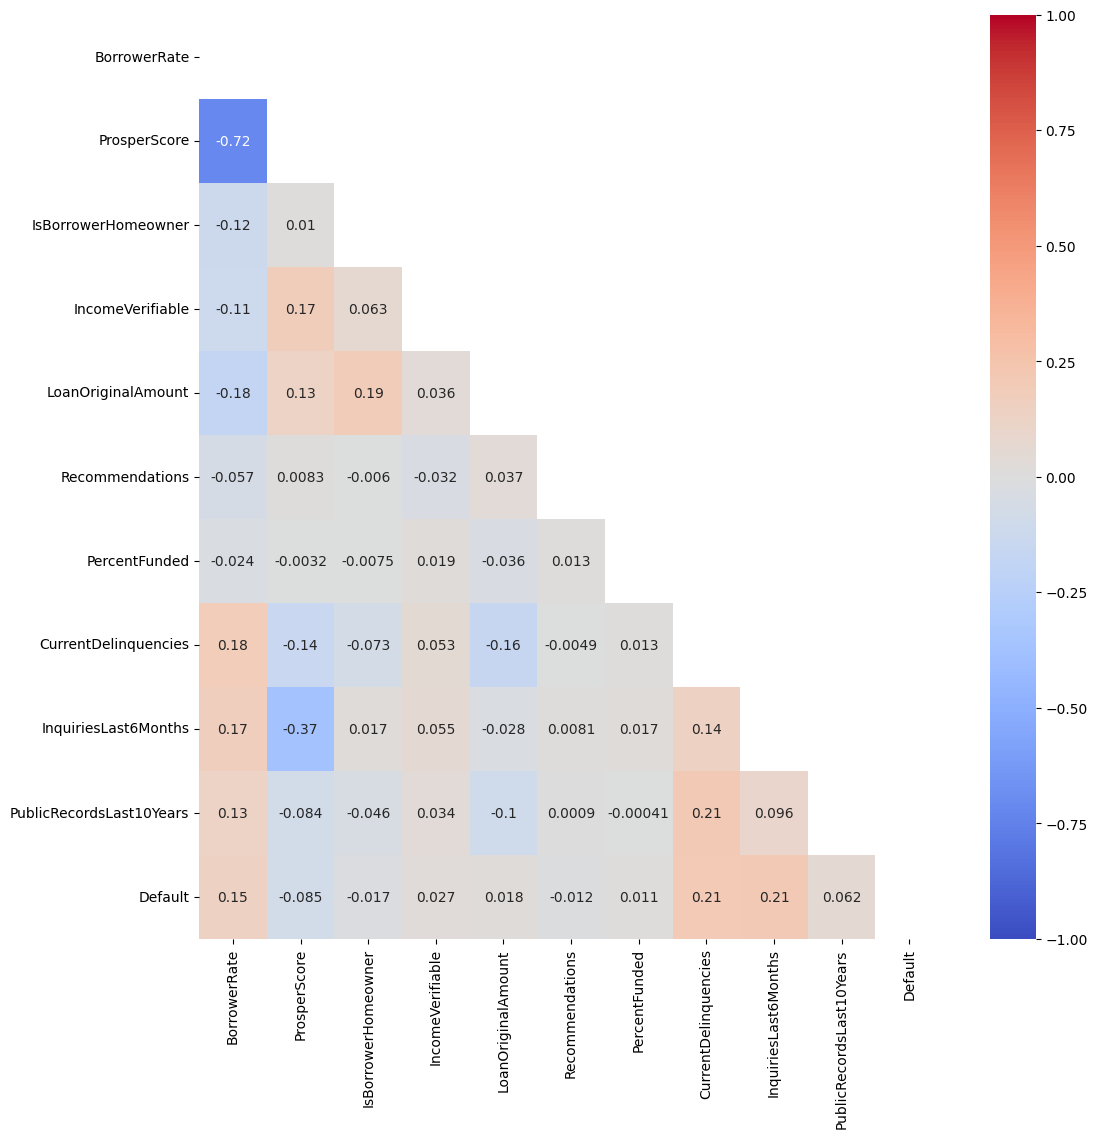 BorrowerRate
ProsperScore -0.72
IsBorrowerHomeowner -0.12 0.01
IncomeVerifiable -0.11 0.17 0.063
LoanOriginalAmount -0.18 0.13 0.19 0.036
Recommendations -0.057 0.0083 -0.006 -0.032 0.037
PercentFunded -0.024 -0.0032 -0.0075 0.019 -0.036 0.013
CurrentDelinquencies 0.18 -0.14 -0.073 0.053 -0.16 -0.0049 0.013
InquiriesLast6Months 0.17 -0.37 0.017 0.055 -0.028 0.0081 0.017 0.14
PublicRecordsLast10Years 0.13 -0.084 -0.046 0.034 -0.1 0.0009 -0.00041 0.21 0.096
Default 0.15 -0.085 -0.017 0.027 0.018 -0.012 0.011 0.21 0.21 0.062
BorrowerRate
ProsperScore
IsBorrowerHomeowner
IncomeVerifiable
LoanOriginalAmount
Recommendations
PercentFunded
CurrentDelinquencies
InquiriesLast6Months
PublicRecordsLast10Years
Default
1.00
0.75
0.50
0.25
0.00
−0.25
−0.50
−0.75
−1.00